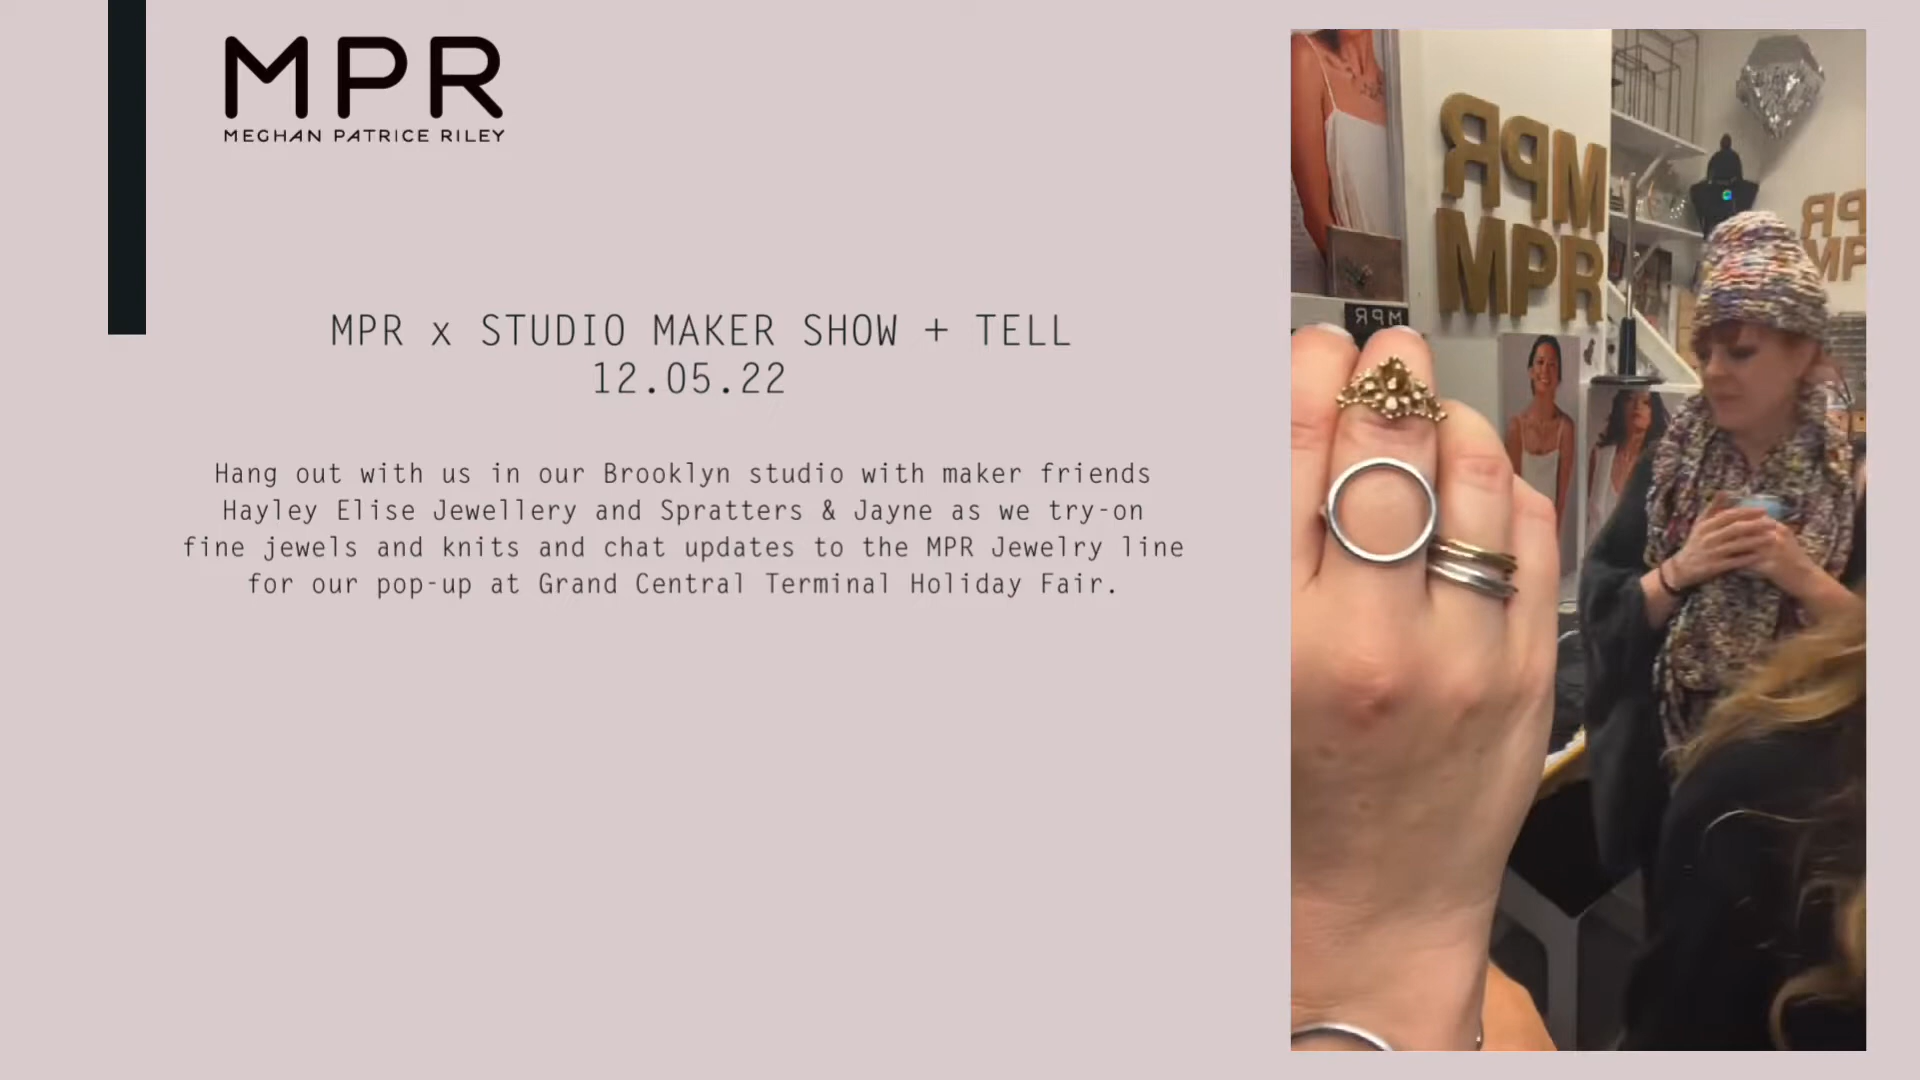 MPR
MEGHAN PATRICE RILEY
MPR x STUDIO MAKER SHOW + TELL
12.05.22
Hang out with us in our Brooklyn studio with maker friends
Hayley Elise Jewellery and Spratters & Jayne as we try-on
fine jewels and knits and chat updates to the MPR Jewelry line
for our pop-up at Grand Central Terminal Holiday Fair.
MPR
MPR
MPR